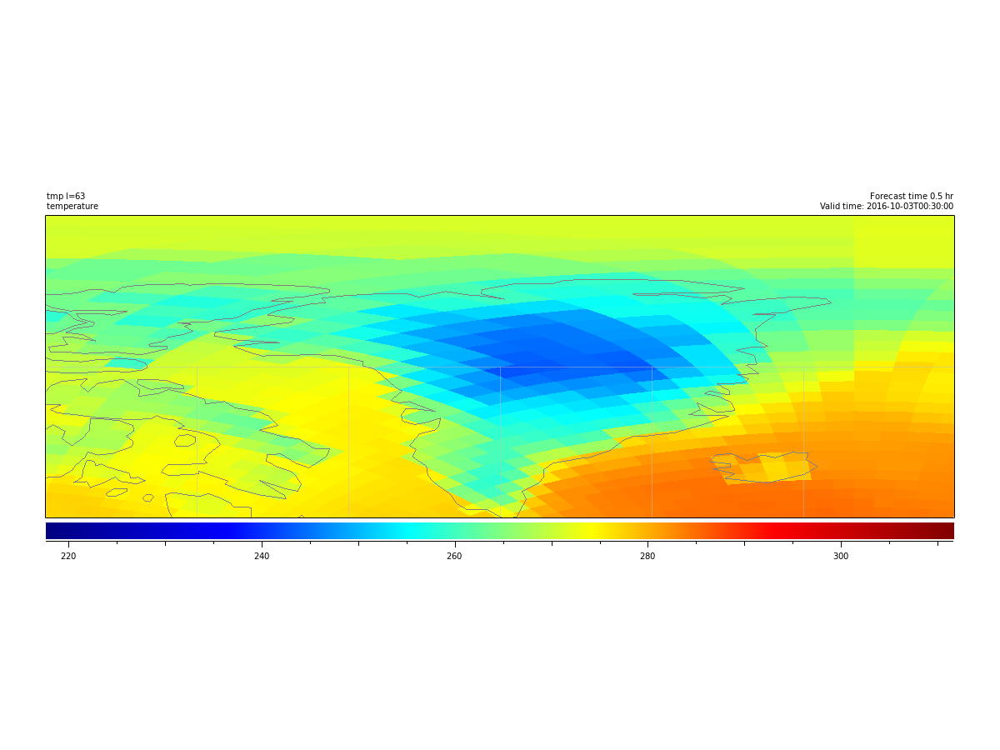 tmp l=63
temperature
Forecast time 0.5 hr
Valid time: 2016-10-03T00:30:00
220 240 260 280 300